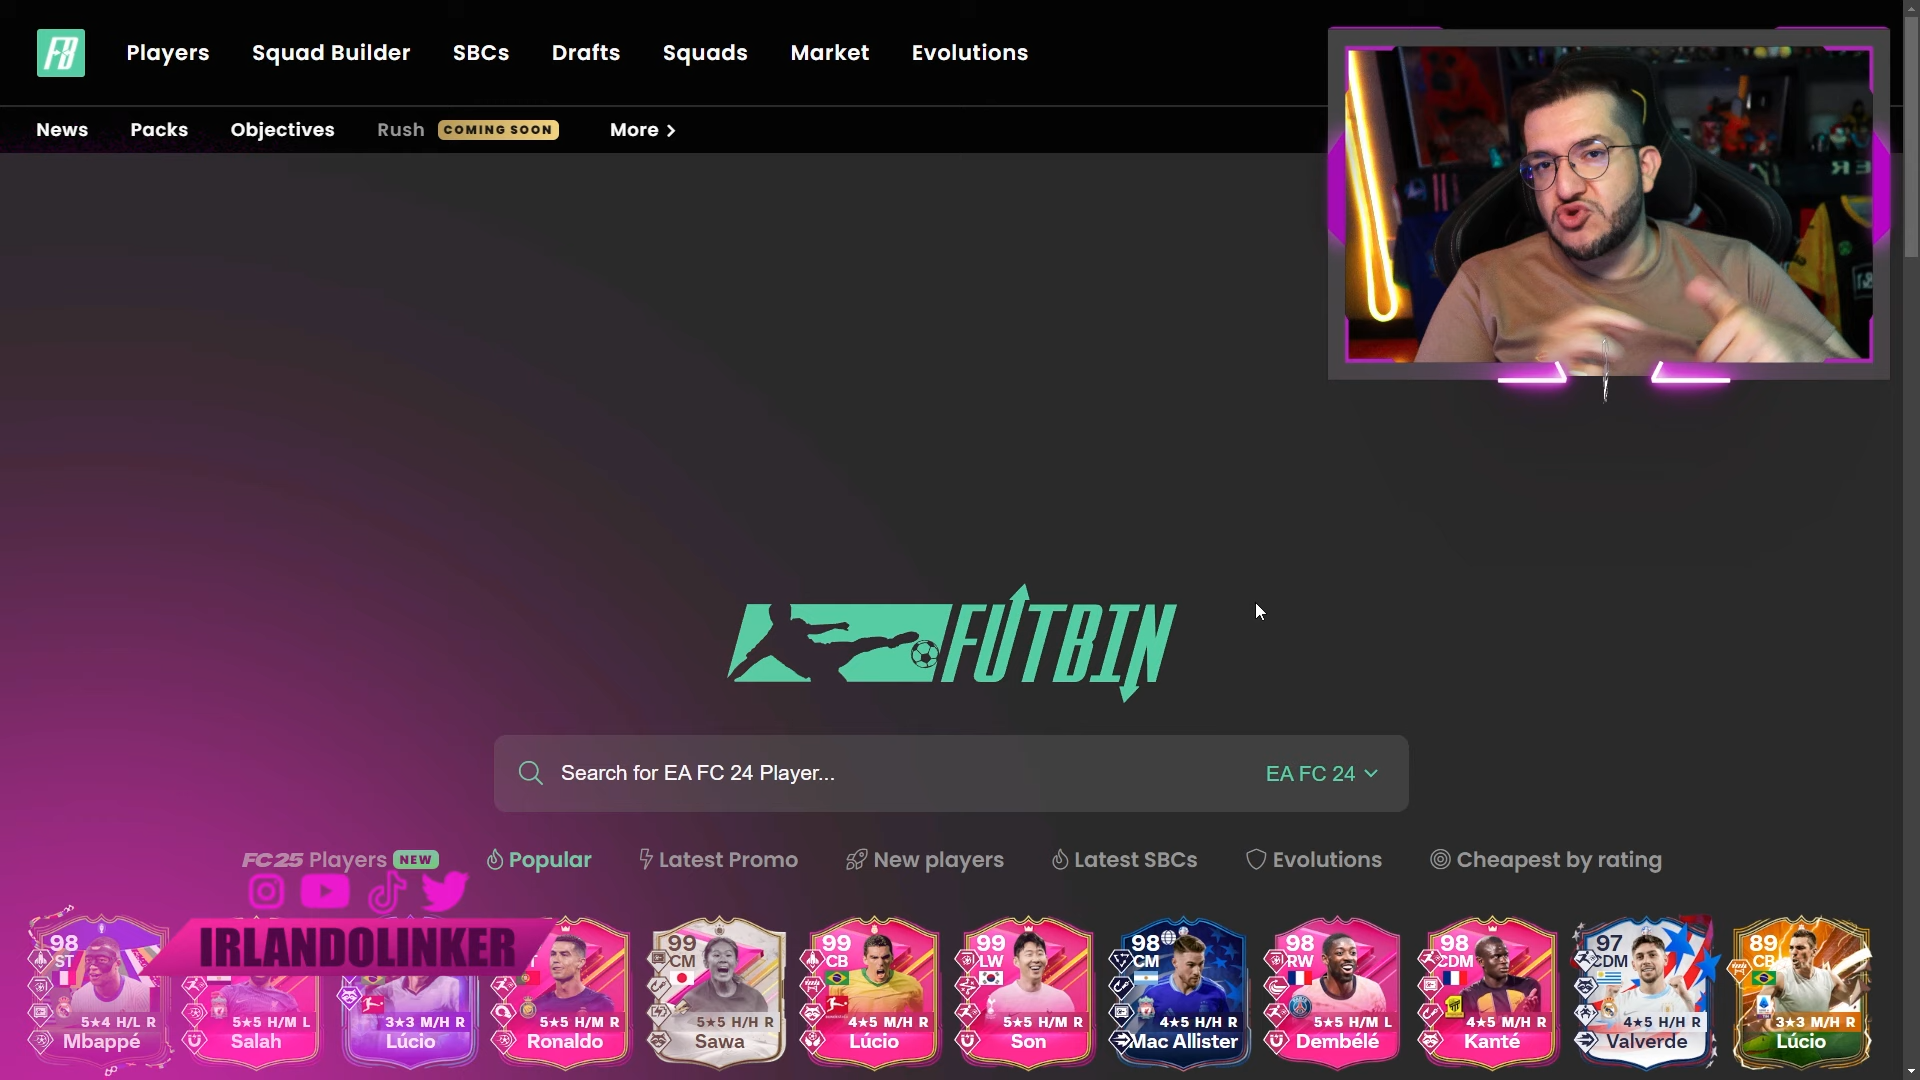 FB
Players Squad Builder SBCs Drafts Squads Market Evolutions
News Packs Objectives Rush COMING SOON More
FUTBIN
Search for EA FC 24 Player... EA FC 24
FC25 Players NEW Popular Latest Promo New players Latest SBCs Evolutions Cheapest by rating
IRLANDOLINKER
98 ST 5★4 H/L R Mbappé
5★5 H/M L Salah
3★3 M/H R Lúcio
5★5 H/M R Ronaldo
99 CM 5★5 H/H R Sawa
99 CB 4★5 M/H R Lúcio
99 LW 5★5 H/M R Son
98 CM 4★5 H/H R Mac Allister
98 RW 5★5 H/M L Dembélé
98 CDM 4★5 M/H R Kanté
97 CDM 4★5 H/H R Valverde
89 CB 3★3 M/H R Lúcio